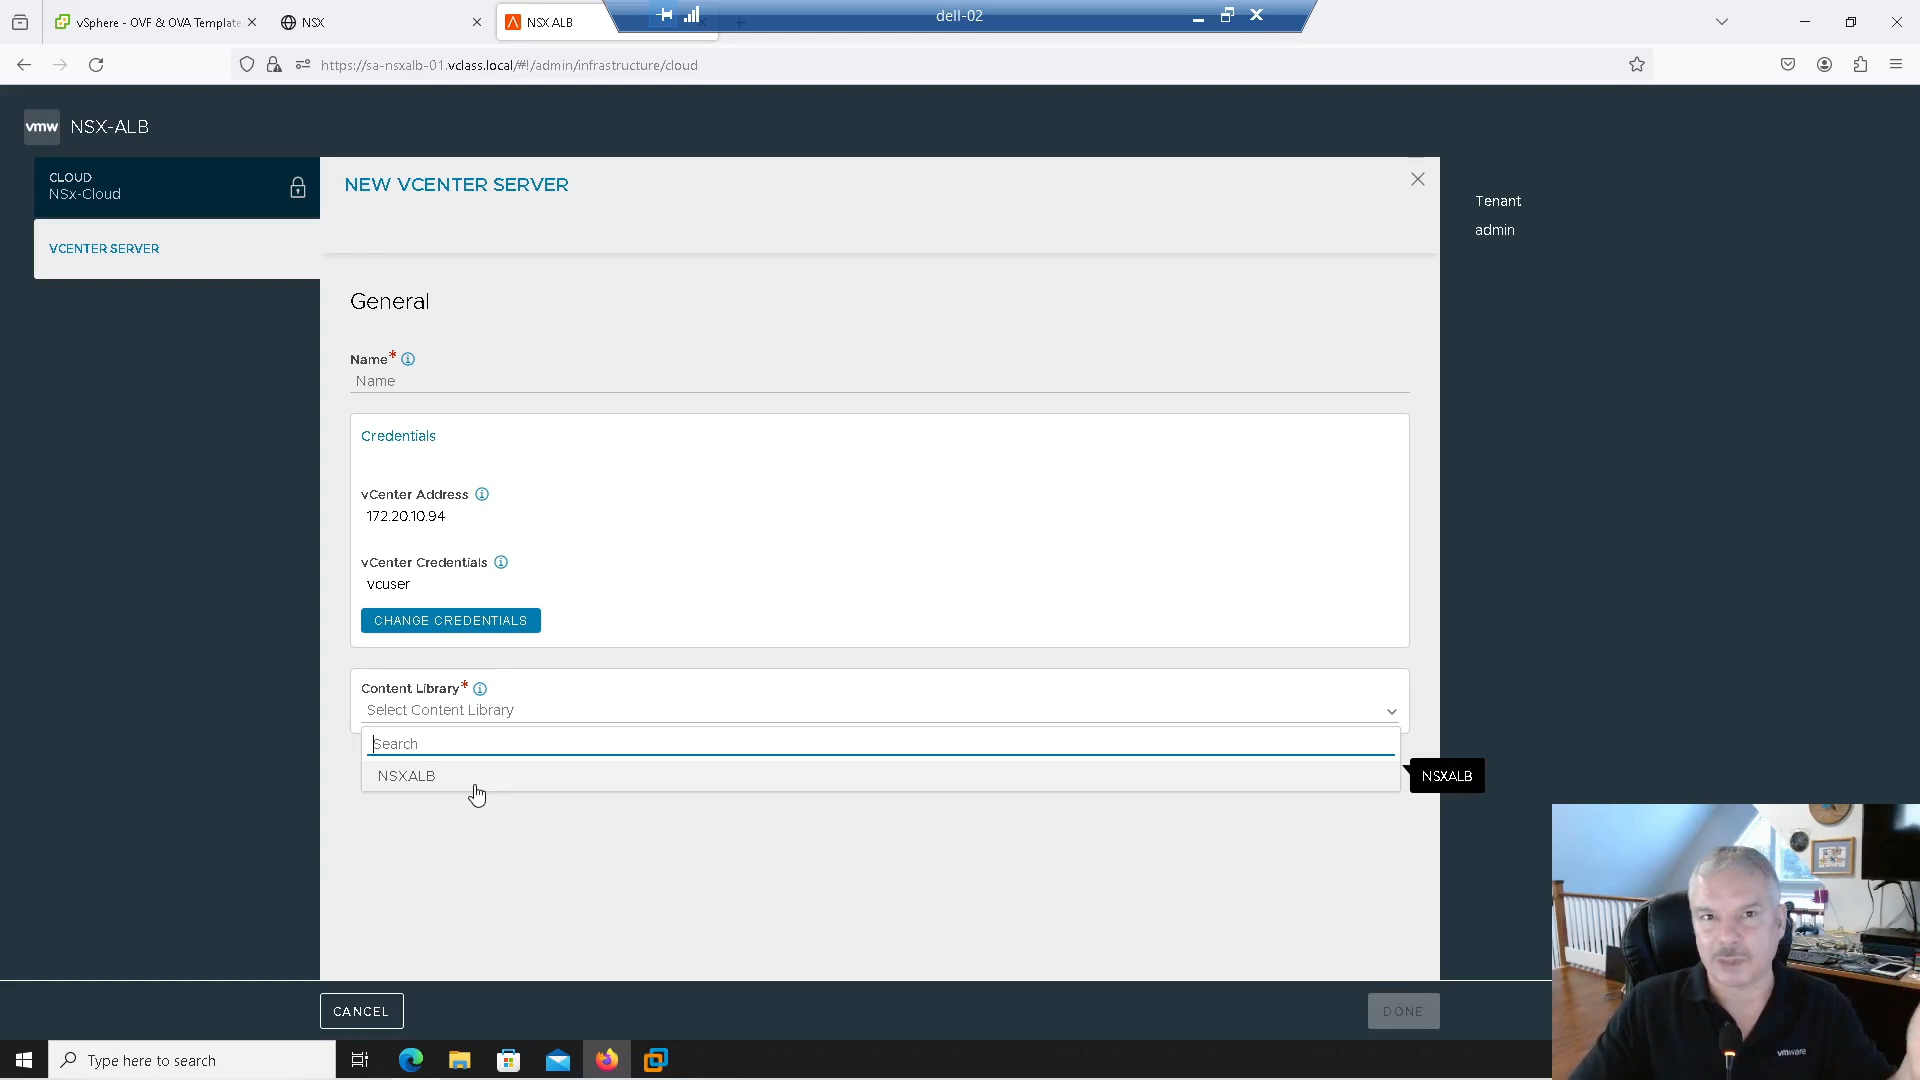 vSphere - OVF & OVA Template
NSX
NSX ALB
dell-02
https://sa-nsxalb-01.vclass.local/#!/admin/infrastructure/cloud
vmw NSX-ALB
CLOUD
NSx-Cloud
VCENTER SERVER
NEW VCENTER SERVER
Tenant
admin
General
Name*
Name
Credentials
vCenter Address
172.20.10.94
vCenter Credentials
vcuser
CHANGE CREDENTIALS
Content Library*
Select Content Library
Search
NSXALB
NSXALB
CANCEL
DONE
Type here to search
vmware